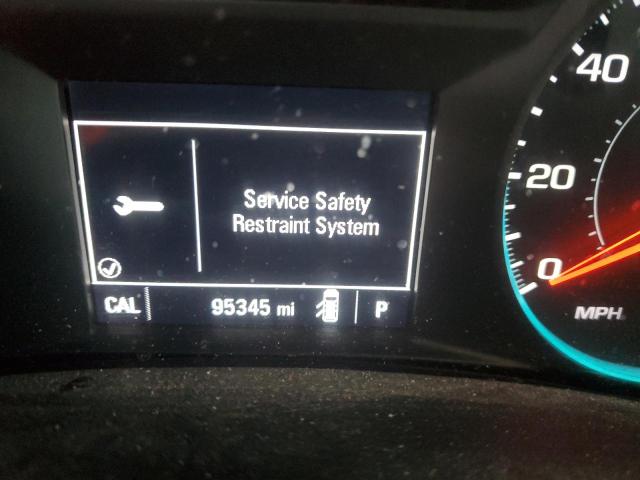 Service Safety
Restraint System
CAL 95345 mi P
40
20
0
MPH